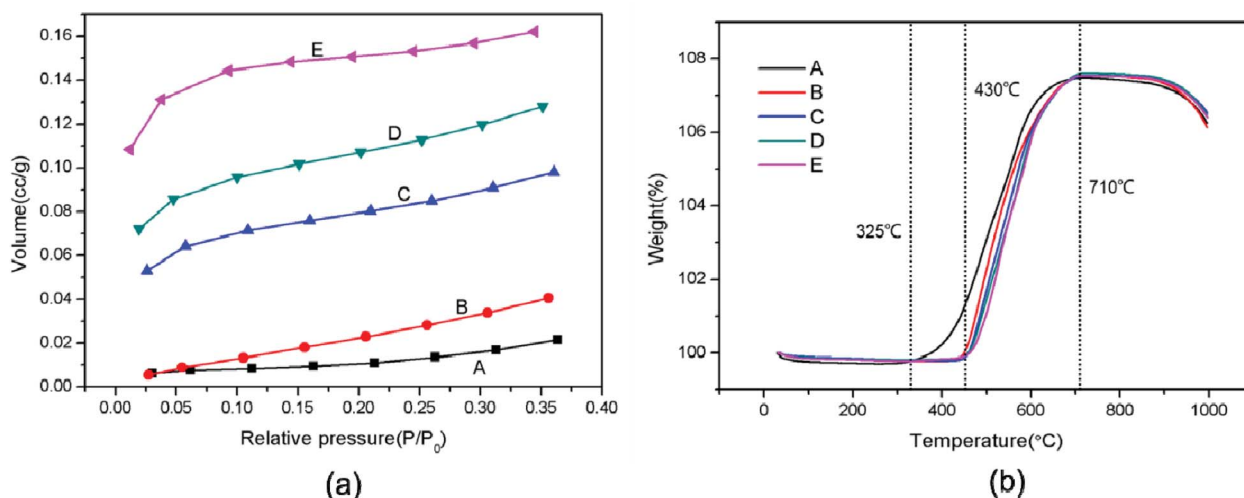 0.16
0.14
0.12
0.10
0.08
0.06
0.04
0.02
0.00
Volume(cc/g)
E
D
C
B
A
0.00 0.05 0.10 0.15 0.20 0.25 0.30 0.35 0.40
Relative pressure(P/P₀)
(a)
108
106
104
102
100
Weight(%)
A
B
C
D
E
430℃
325℃
710℃
0 200 400 600 800 1000
Temperature(°C)
(b)